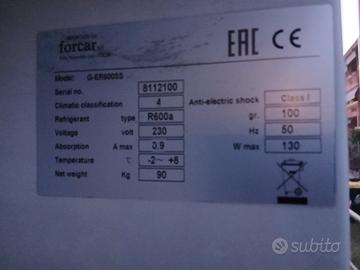 forcar
EAC CE
Model: G-ER600SS
Serial no. 8112100
Climatic classification 4 Anti-electric shock Class I
Refrigerant type R600a gr. 100
Voltage volt 230 Hz 50
Absorption A max 0.9 W max 130
Temperature °C -2~ +8
Net weight Kg 90
subito